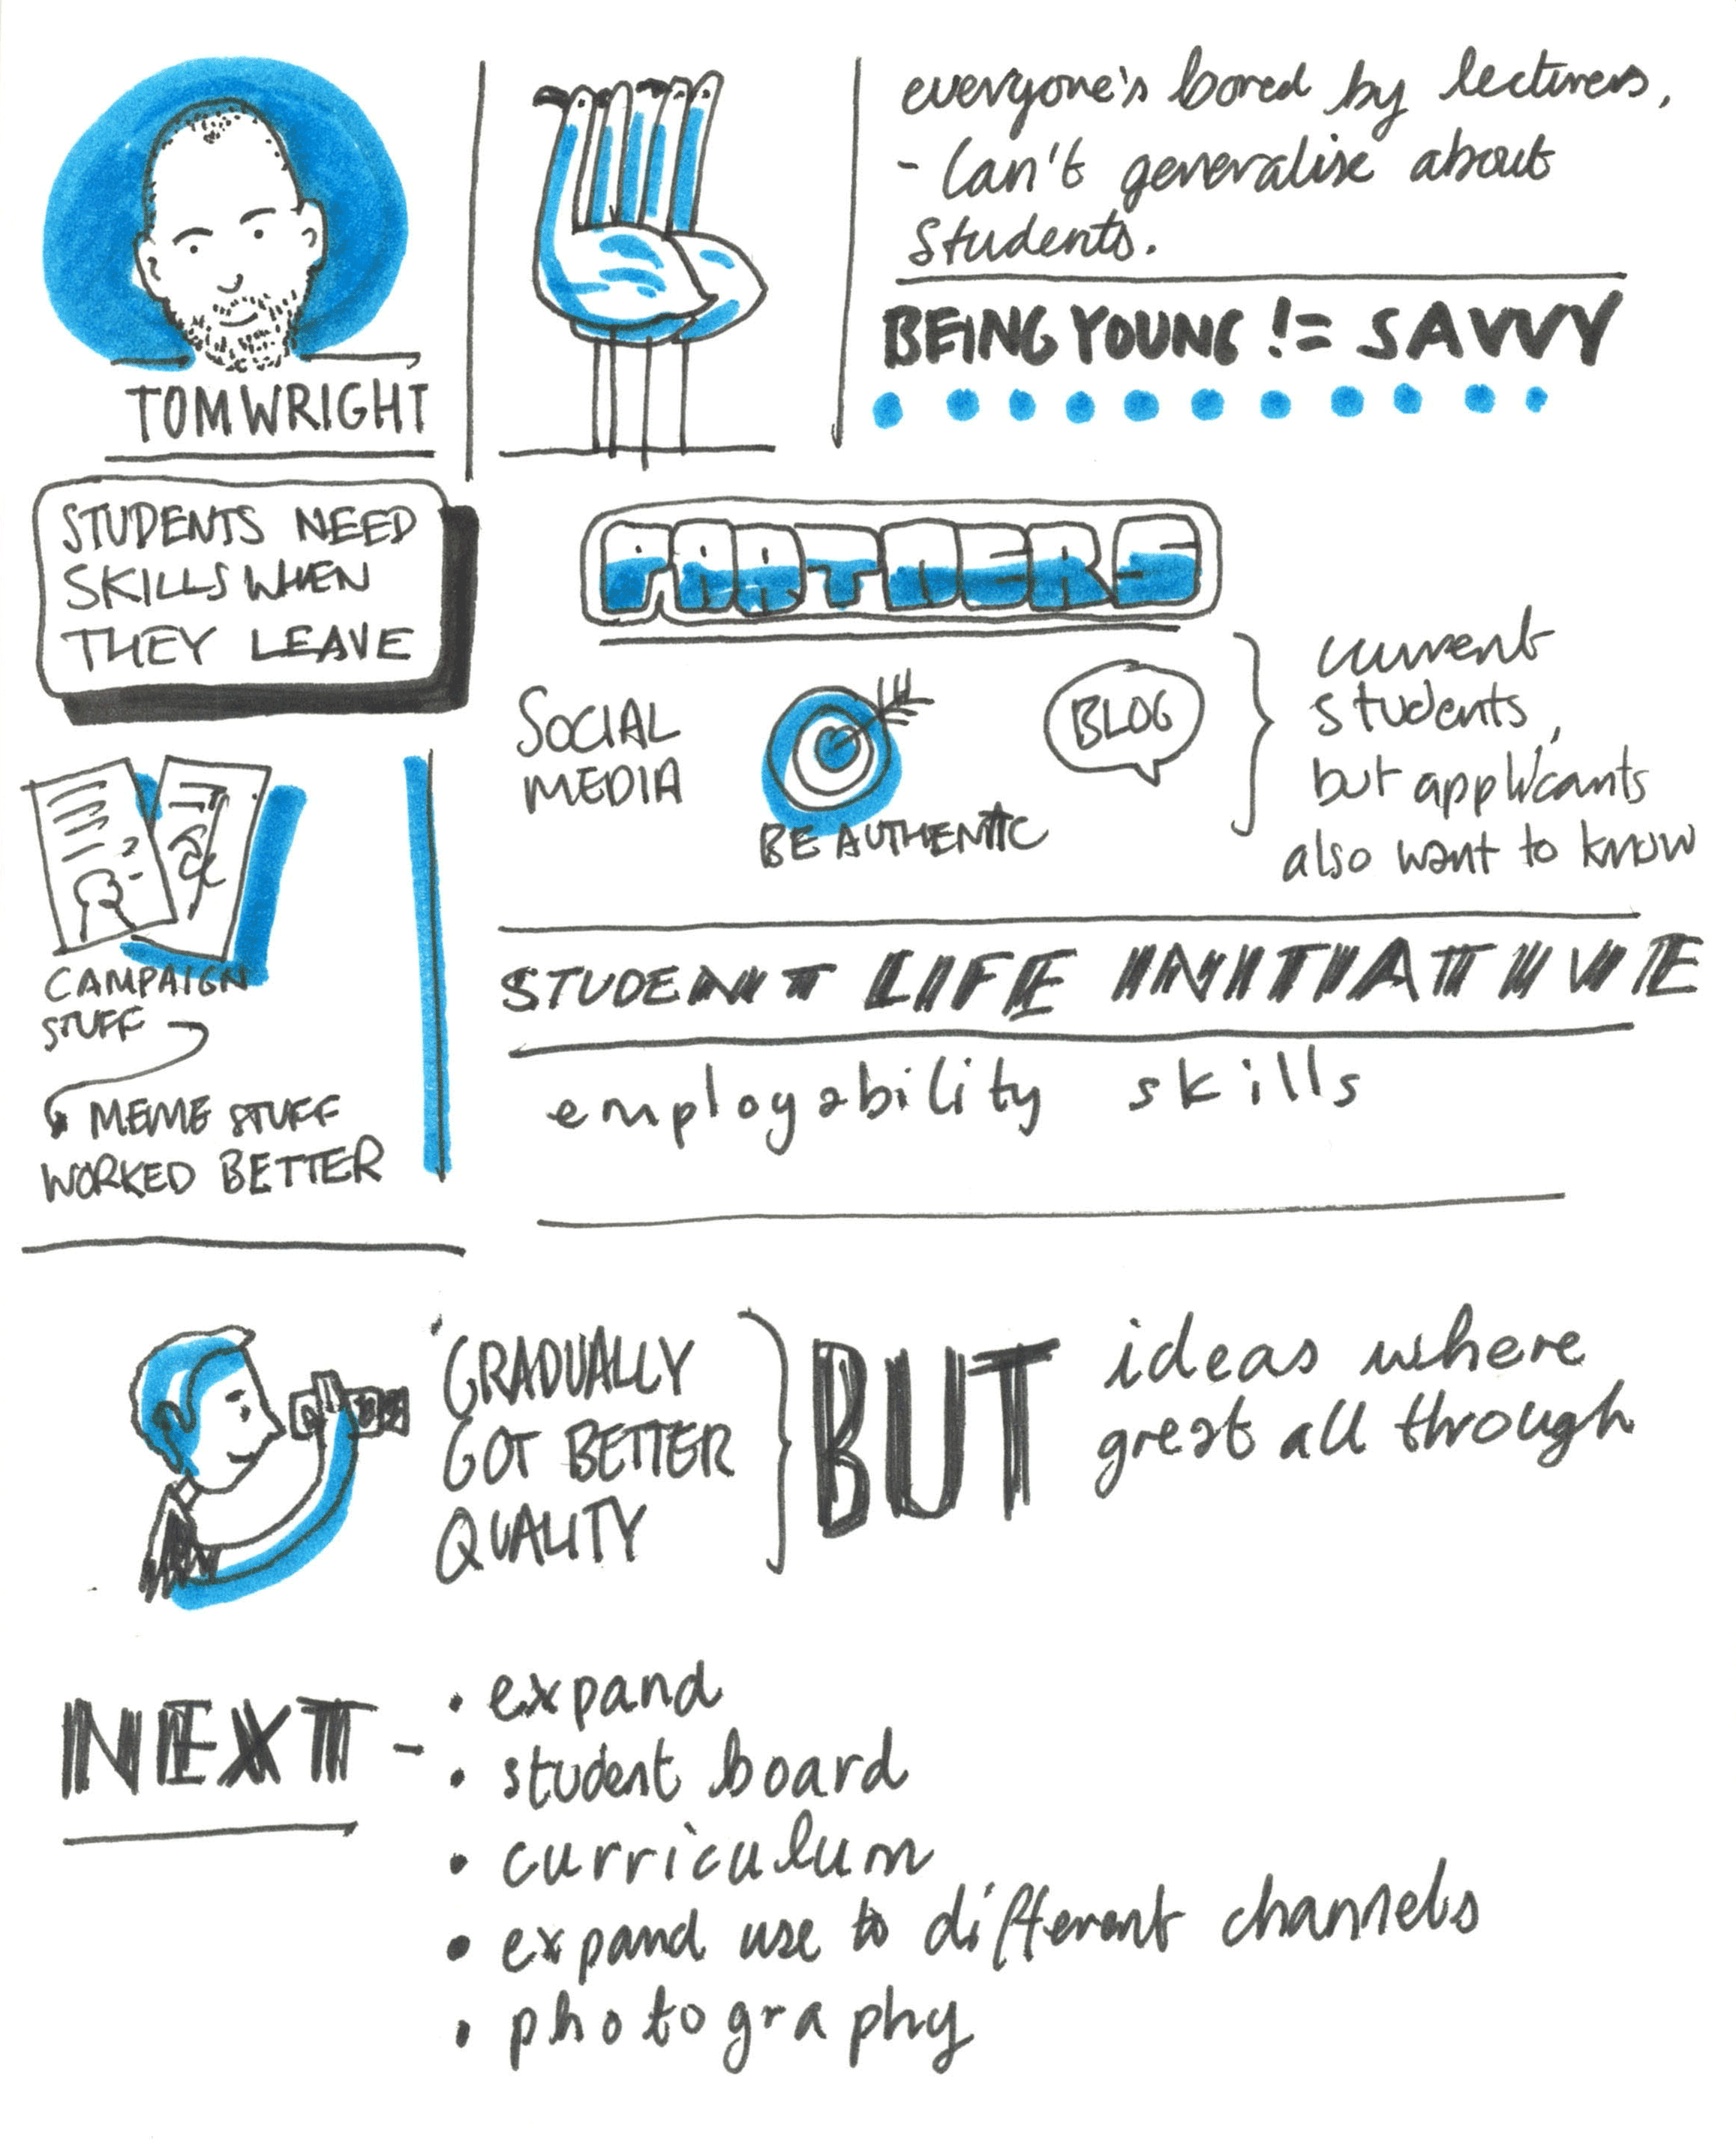 TOM WRIGHT
everyone's bored by lecturers,
- Can't generalise about
Students.
BEING YOUNG != SAVVY
STUDENTS NEED
SKILLS WHEN
THEY LEAVE
PARTNERS
SOCIAL
MEDIA
BE AUTHENTIC
BLOG
current
students,
but applicants
also want to know
CAMPAIGN
STUFF
MEME STUFF
WORKED BETTER
STUDENT LIFE INITIATIVE
employability skills
GRADUALLY
GOT BETTER
QUALITY
BUT
ideas where
great all through
NEXT -
• expand
• student board
• curriculum
• expand use to different channels
• photography